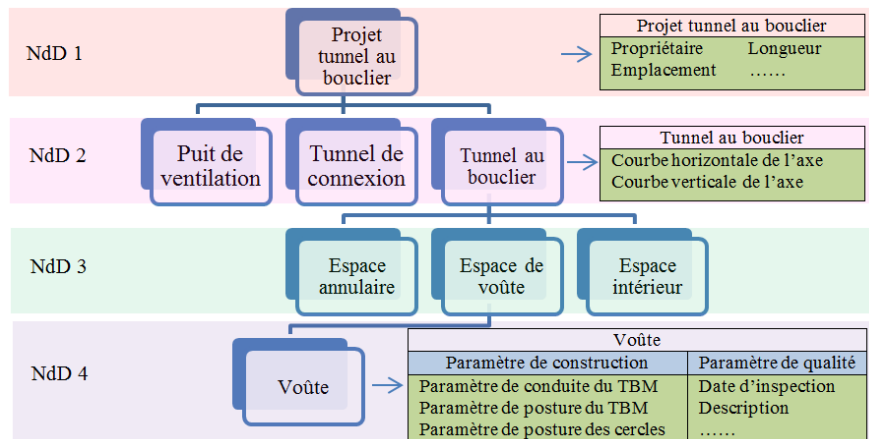 Projet tunnel au bouclier
NdD 1
Projet
tunnel au
bouclier
Propriétaire Longueur
Emplacement ……
NdD 2
Puit de
ventilation
Tunnel de
connexion
Tunnel au
bouclier
Tunnel au bouclier
Courbe horizontale de l’axe
Courbe verticale de l’axe
NdD 3
Espace
annulaire
Espace de
voûte
Espace
intérieur
NdD 4
Voûte
Voûte
Paramètre de construction Paramètre de qualité
Paramètre de conduite du TBM Date d’inspection
Paramètre de posture du TBM Description
Paramètre de posture des cercles ……